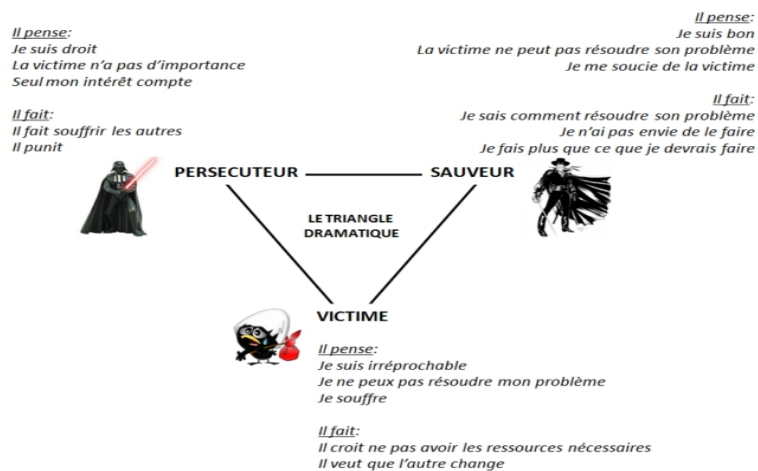 Il pense:
Je suis droit
La victime n'a pas d'importance
Seul mon intérêt compte
Il fait:
Il fait souffrir les autres
Il punit
Il pense:
Je suis bon
La victime ne peut pas résoudre son problème
Je me soucie de la victime
Il fait:
Je sais comment résoudre son problème
Je n'ai pas envie de le faire
Je fais plus que ce que je devrais faire
PERSECUTEUR
SAUVEUR
LE TRIANGLE
DRAMATIQUE
VICTIME
Il pense:
Je suis irréprochable
Je ne peux pas résoudre mon problème
Je souffre
Il fait:
Il croit ne pas avoir les ressources nécessaires
Il veut que l'autre change